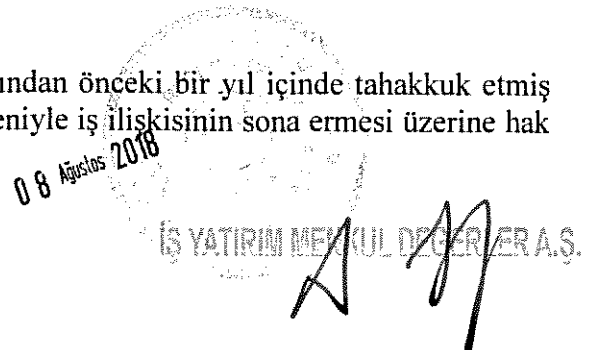 ından önceki bir yıl içinde tahakkuk etmiş
eniyle iş ilişkisinin sona ermesi üzerine hak
08 Ağustos 2018
İŞ YATIRIM MENKUL DEĞERLER A.Ş.